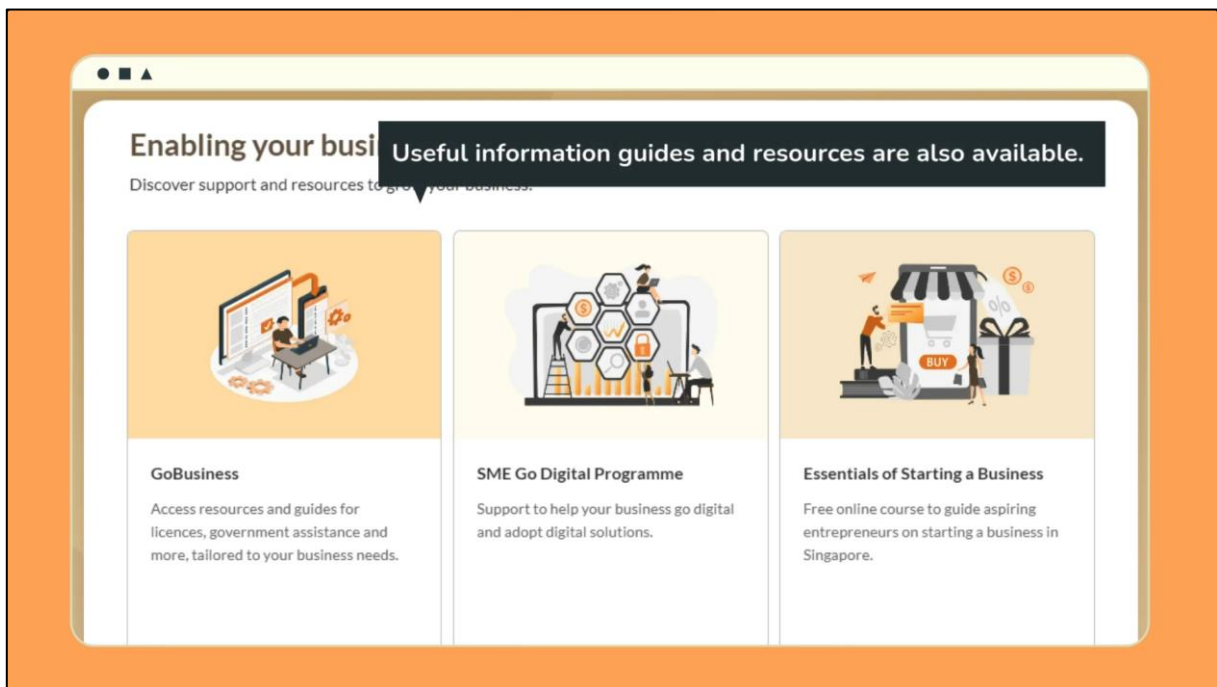 Enabling your busi
Useful information guides and resources are also available.
Discover support and resources to grow your business.
GoBusiness
Access resources and guides for
licences, government assistance and
more, tailored to your business needs.
SME Go Digital Programme
Support to help your business go digital
and adopt digital solutions.
Essentials of Starting a Business
Free online course to guide aspiring
entrepreneurs on starting a business in
Singapore.
%
BUY